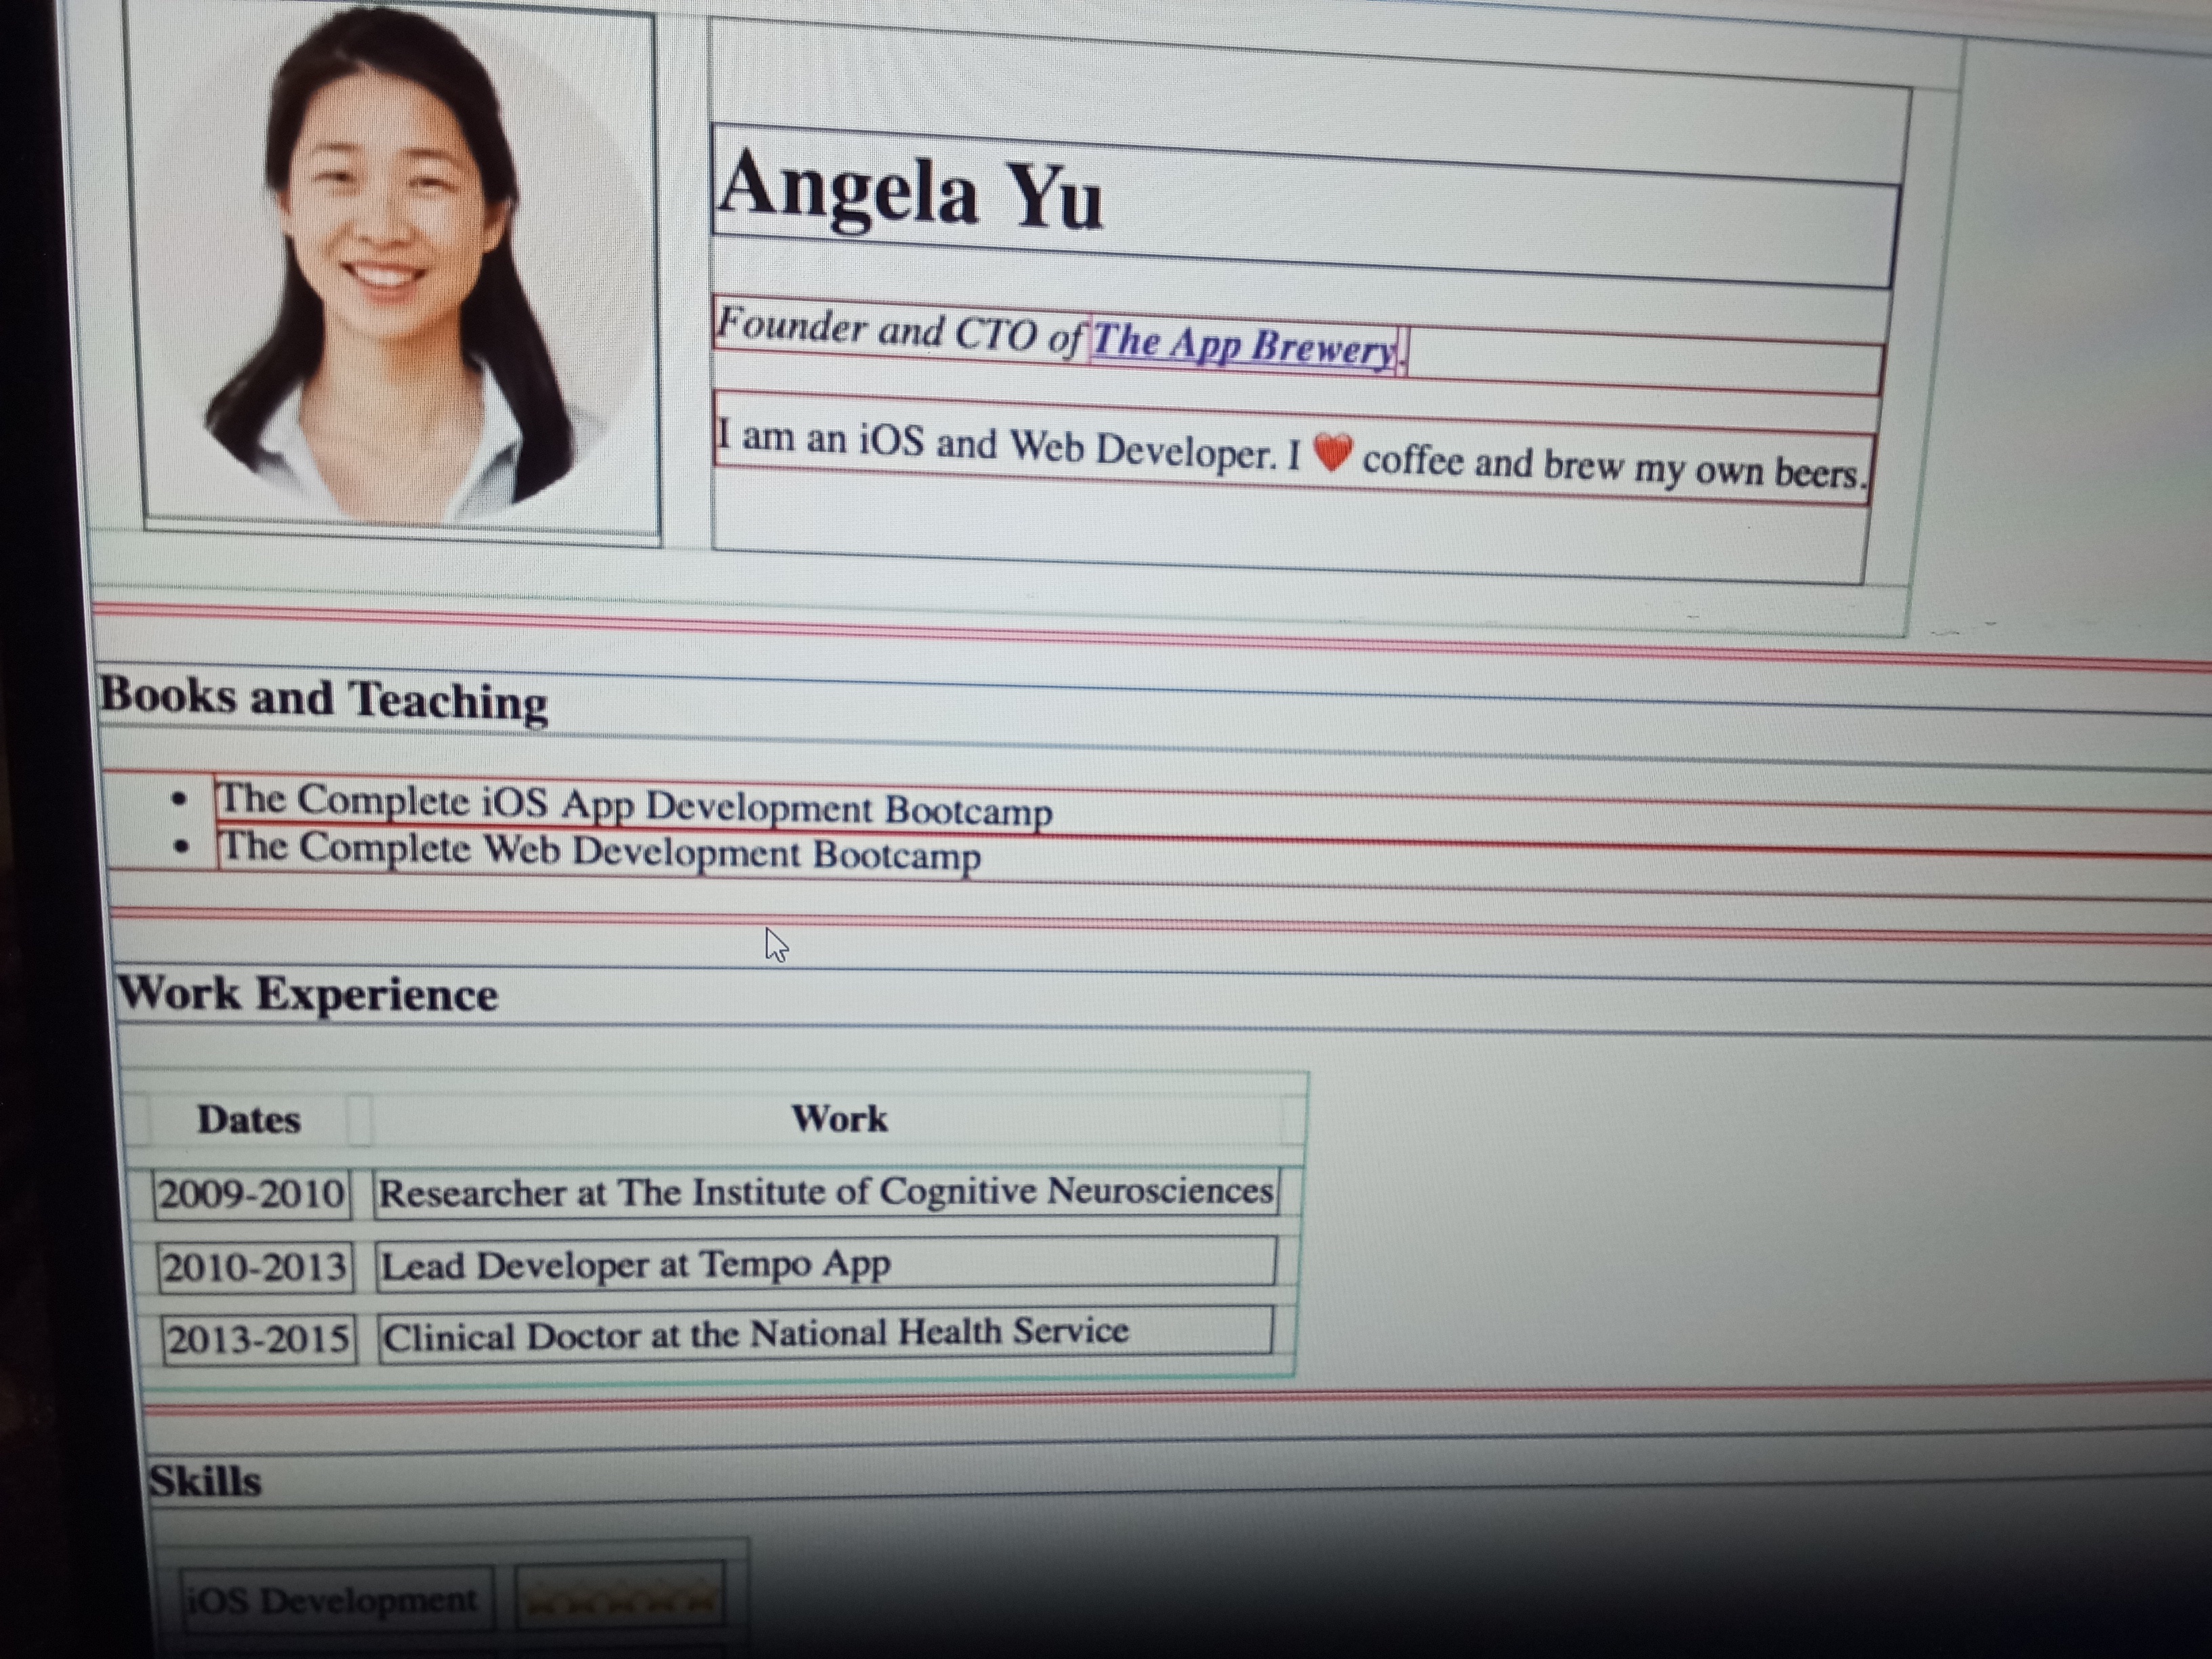 Angela Yu
Founder and CTO of The App Brewery.
I am an iOS and Web Developer. I ❤️ coffee and brew my own beers.
Books and Teaching
• The Complete iOS App Development Bootcamp
• The Complete Web Development Bootcamp
Work Experience
Dates Work
2009-2010 Researcher at The Institute of Cognitive Neurosciences
2010-2013 Lead Developer at Tempo App
2013-2015 Clinical Doctor at the National Health Service
Skills
iOS Development ⭐⭐⭐⭐⭐